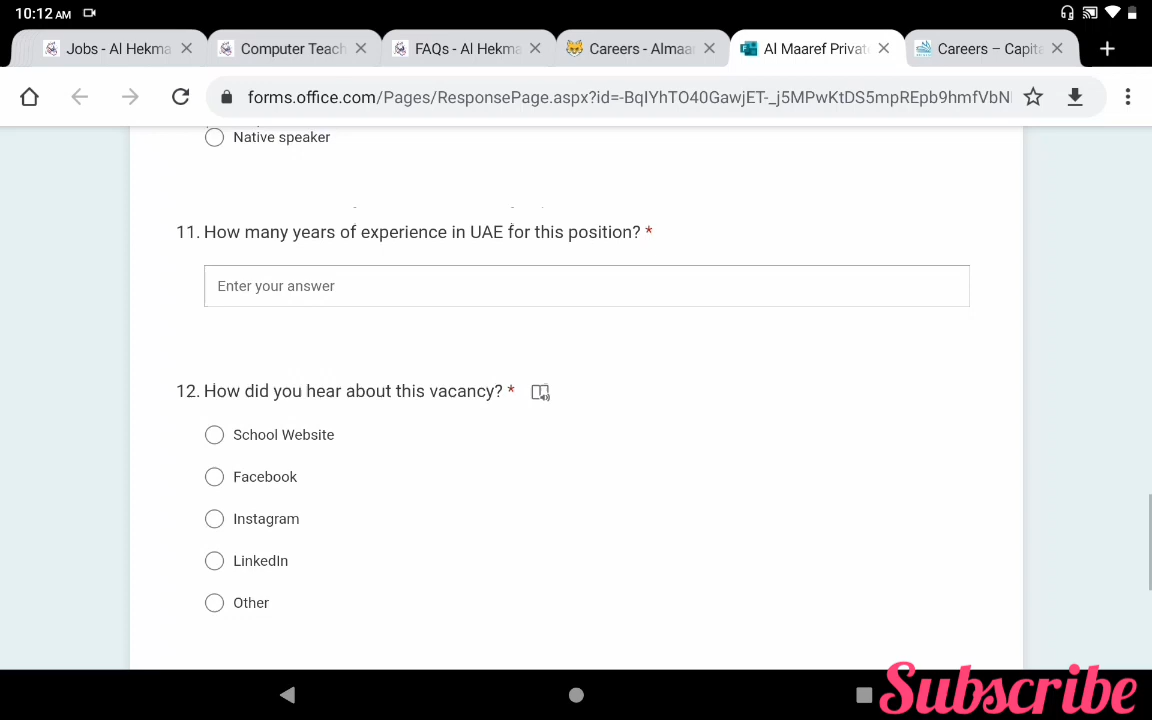 10:12 AM
Jobs - Al Hekma
Computer Teach
FAQs - Al Hekma
Careers - Almaar
Al Maaref Privat
Careers – Capita
forms.office.com/Pages/ResponsePage.aspx?id=-BqIYhTO40GawjET-_j5MPwKtDS5mpREpb9hmfVbN
Native speaker
11. How many years of experience in UAE for this position? *
Enter your answer
12. How did you hear about this vacancy? *
School Website
Facebook
Instagram
LinkedIn
Other
Subscribe